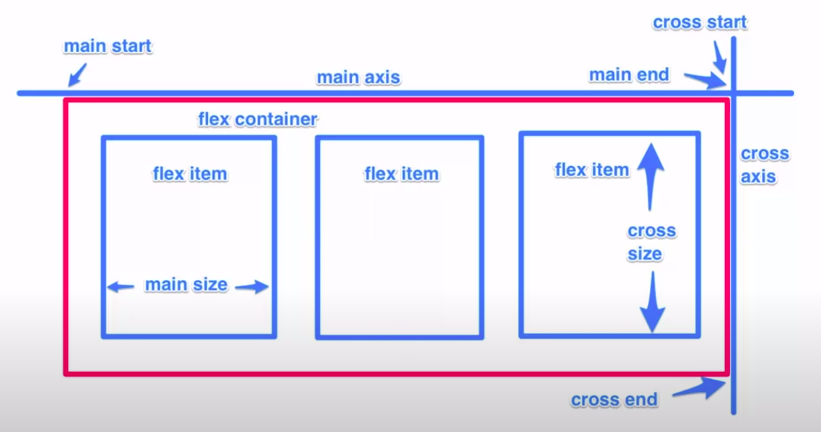 cross start
main start
main axis
main end
flex container
cross
axis
flex item
flex item
flex item
cross
size
main size
cross end